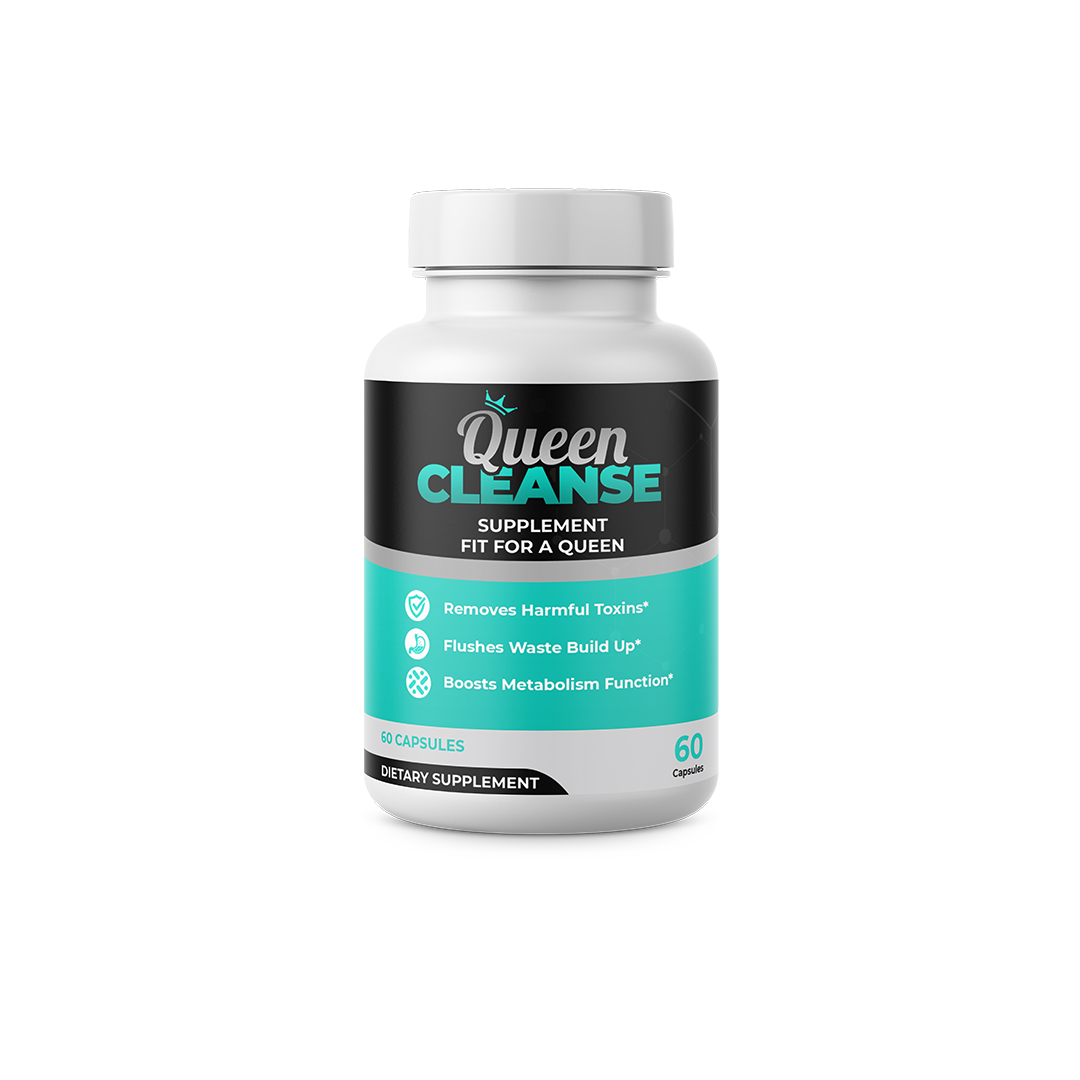 Queen
CLEANSE
SUPPLEMENT
FIT FOR A QUEEN
Removes Harmful Toxins*
Flushes Waste Build Up*
Boosts Metabolism Function*
60 CAPSULES
DIETARY SUPPLEMENT
60
Capsules